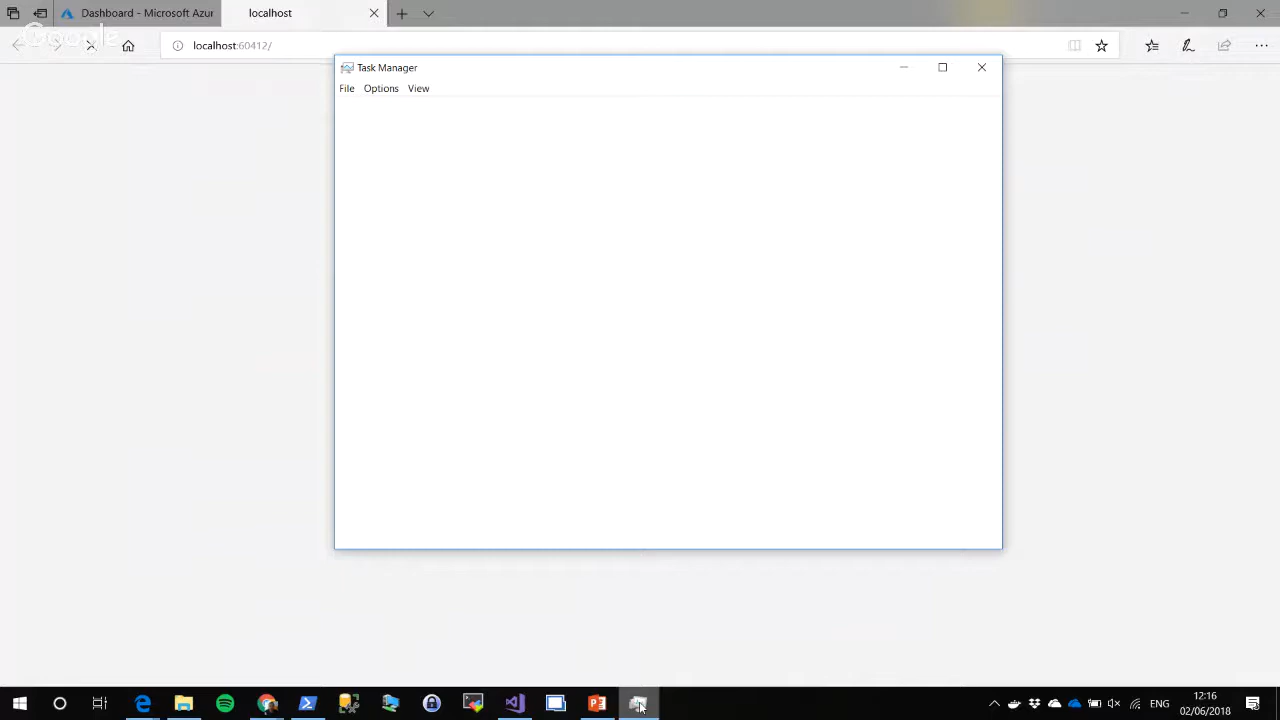 Dashboard - Microsoft Azur
localhost
localhost:60412/
Task Manager
File Options View
ENG
12:16
02/06/2018